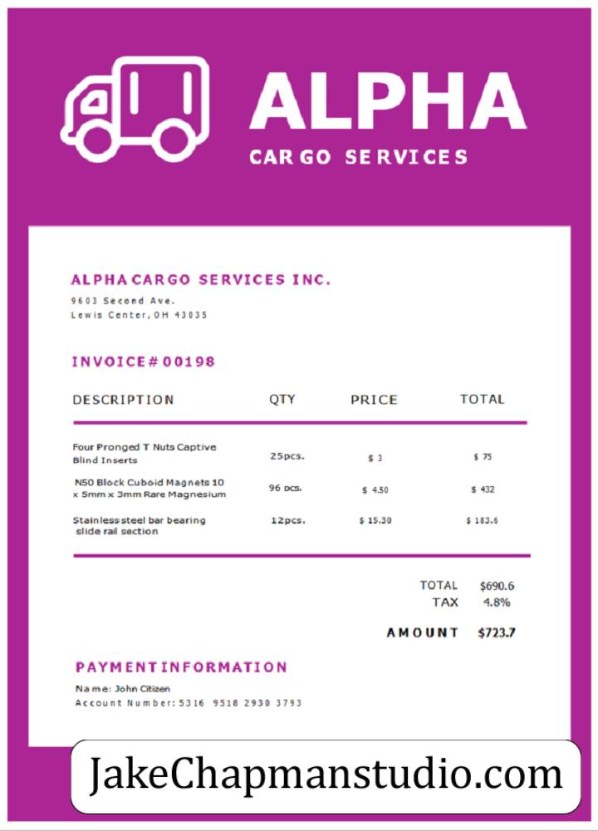 ALPHA
CARGO SERVICES
ALPHA CARGO SERVICES INC.
9603 Second Ave.
Lewis Center, OH 43035
INVOICE# 00198
DESCRIPTION QTY PRICE TOTAL
Four Pronged T Nuts Captive
Blind Inserts 25pcs. $ 3 $ 75
N50 Block Cuboid Magnets 10
x 5mm x 3mm Rare Magnesium 96 pcs. $ 4.50 $ 432
Stainless steel bar bearing
slide rail section 12pcs. $ 15.30 $ 183.6
TOTAL $690.6
TAX 4.8%
AMOUNT $723.7
PAYMENT INFORMATION
Name: John Citizen
Account Number: 5316 9518 2930 3793
JakeChapmanstudio.com